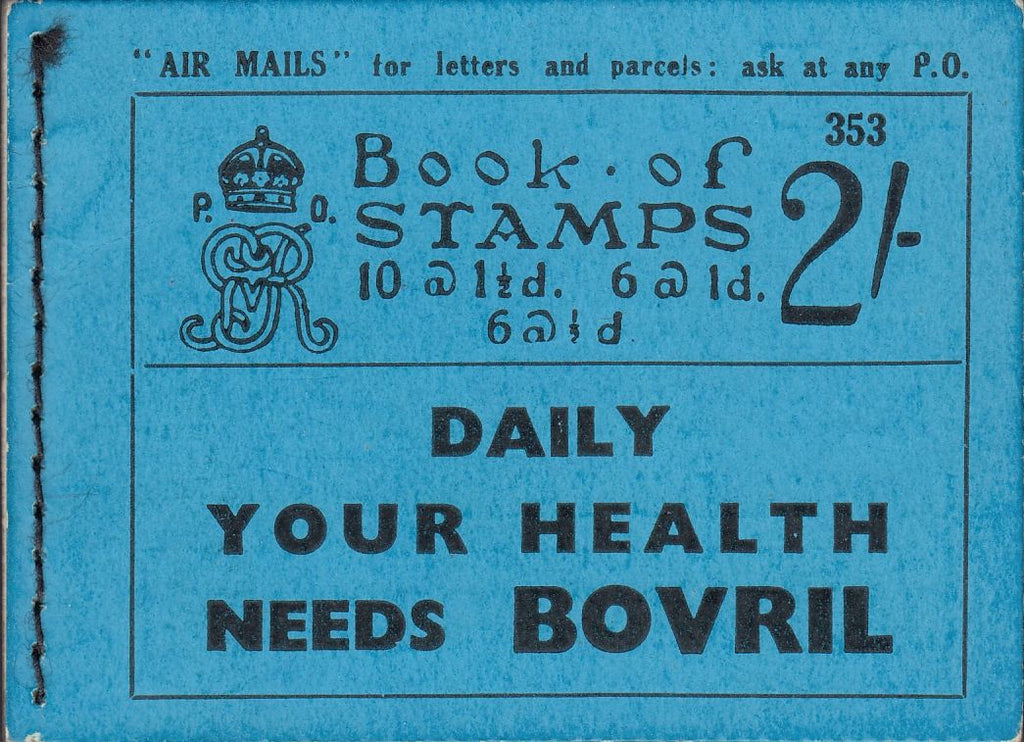 "AIR MAILS" for letters and parcels: ask at any P.O.
353
Book · of
STAMPS
2/-
P. O.
GRV
10 @ 1½d. 6 @ 1d.
6 @ ½d
DAILY
YOUR HEALTH
NEEDS BOVRIL